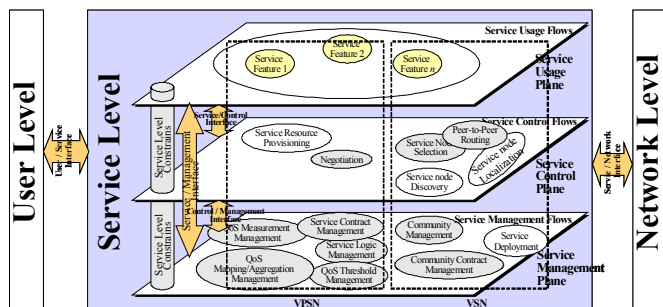 User Level
User / Service
Interface
Service Level
Service Usage Flows
Service
Feature 1
Service
Feature 2
Service
Feature n
Service
Usage
Plane
Service/Control
Interface
Service Level
Constrains
Service / Management
Interface
Service Control Flows
Service Resource
Provisioning
Negotiation
Service Node
Selection
Peer-to-Peer
Routing
Service node
Localization
Service node
Discovery
Service
Control
Plane
Control / Management
Interface
Service Level
Constrains
Service Management Flows
QoS Measurement
Management
Service Contract
Management
Service Logic
Management
QoS
Mapping/Aggregation
Management
QoS Threshold
Management
Community
Management
Service
Deployment
Community Contract
Management
Service
Management
Plane
VPSN
VSN
Service / Network
Interface
Network Level